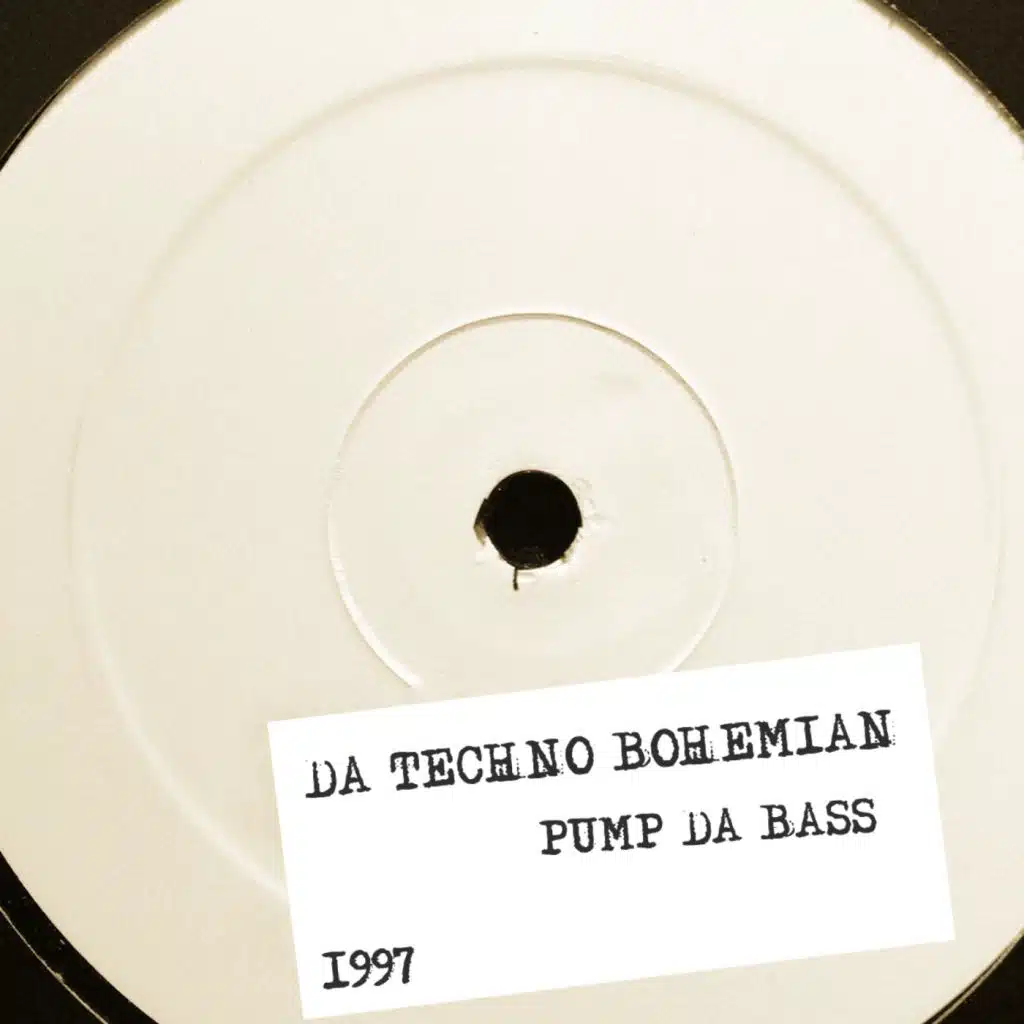 DA TECHNO BOHEMIAN
PUMP DA BASS
1997